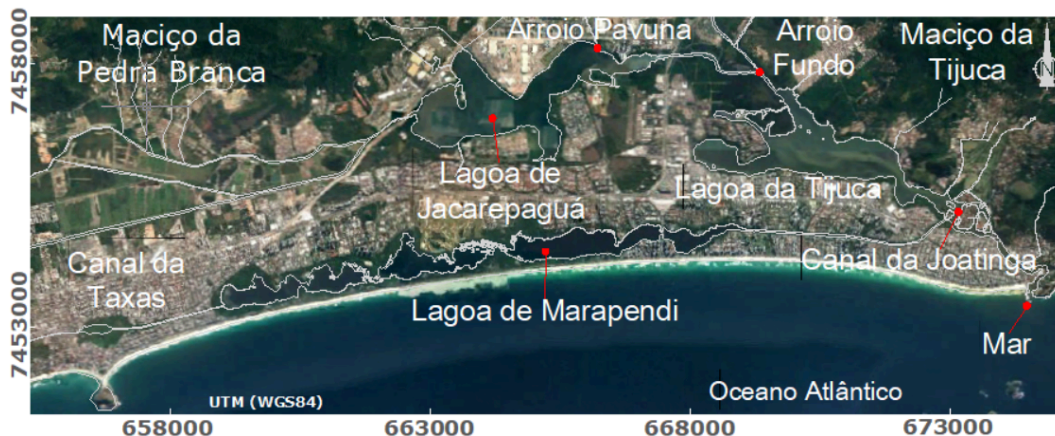 Maciço da
Pedra Branca
Arroio Pavuna
Arroio
Fundo
Maciço da
Tijuca
N
7458000
Lagoa de
Jacarepaguá
Lagoa da Tijuca
Canal da
Taxas
Canal da Joatinga
Lagoa de Marapendi
7453000
Mar
UTM (WGS84)
Oceano Atlântico
658000
663000
668000
673000